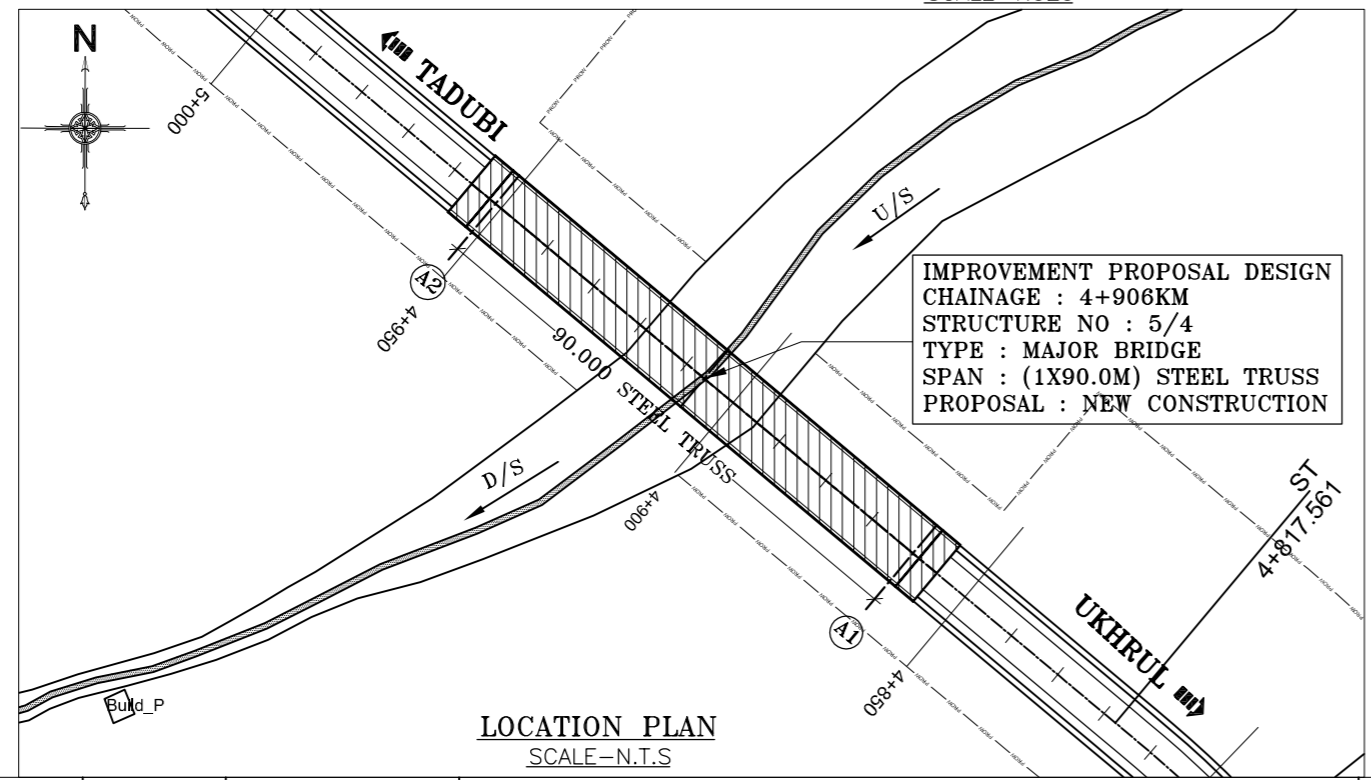 N
TADUBI
5+000
U/S
IMPROVEMENT PROPOSAL DESIGN
CHAINAGE : 4+906KM
STRUCTURE NO : 5/4
TYPE : MAJOR BRIDGE
SPAN : (1X90.0M) STEEL TRUSS
PROPOSAL : NEW CONSTRUCTION
A2
4+950
90.000 STEEL TRUSS
D/S
4+900
ST
4+817.561
A1
UKHRUL
4+850
Build_P
LOCATION PLAN
SCALE-N.T.S